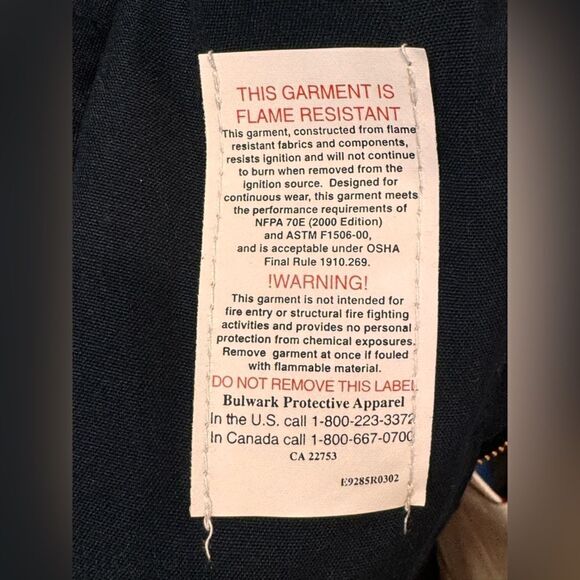 THIS GARMENT IS
FLAME RESISTANT
This garment, constructed from flame
resistant fabrics and components,
resists ignition and will not continue
to burn when removed from the
ignition source. Designed for
continuous wear, this garment meets
the performance requirements of
NFPA 70E (2000 Edition)
and ASTM F1506-00,
and is acceptable under OSHA
Final Rule 1910.269.
!WARNING!
This garment is not intended for
fire entry or structural fire fighting
activities and provides no personal
protection from chemical exposures.
Remove garment at once if fouled
with flammable material.
DO NOT REMOVE THIS LABEL
Bulwark Protective Apparel
In the U.S. call 1-800-223-3372
In Canada call 1-800-667-0700
CA 22753
E9285R0302